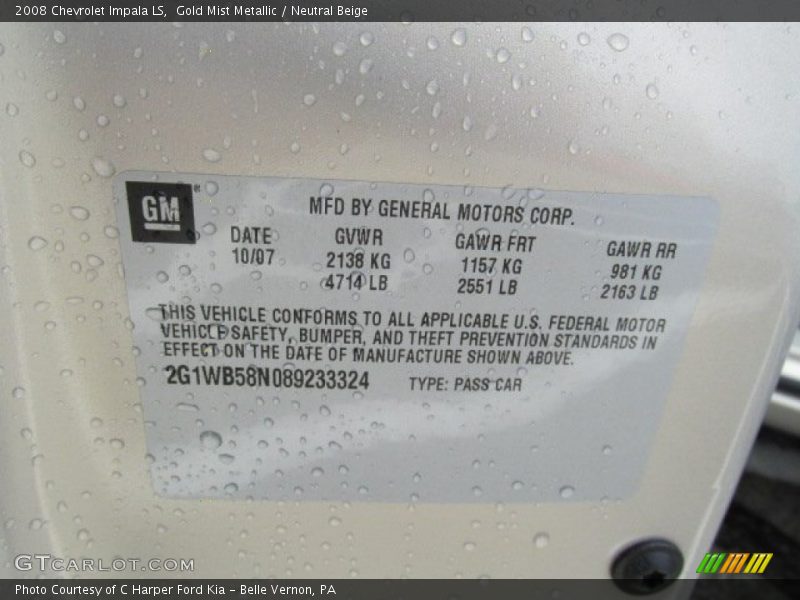 2008 Chevrolet Impala LS,  Gold Mist Metallic / Neutral Beige
GM
MFD BY GENERAL MOTORS CORP.
DATE GVWR GAWR FRT GAWR RR
10/07 2138 KG 1157 KG 981 KG
4714 LB 2551 LB 2163 LB
THIS VEHICLE CONFORMS TO ALL APPLICABLE U.S. FEDERAL MOTOR
VEHICLE SAFETY, BUMPER, AND THEFT PREVENTION STANDARDS IN
EFFECT ON THE DATE OF MANUFACTURE SHOWN ABOVE.
2G1WB58N089233324 TYPE: PASS CAR
GTCARLOT.COM
Photo Courtesy of C Harper Ford Kia – Belle Vernon, PA